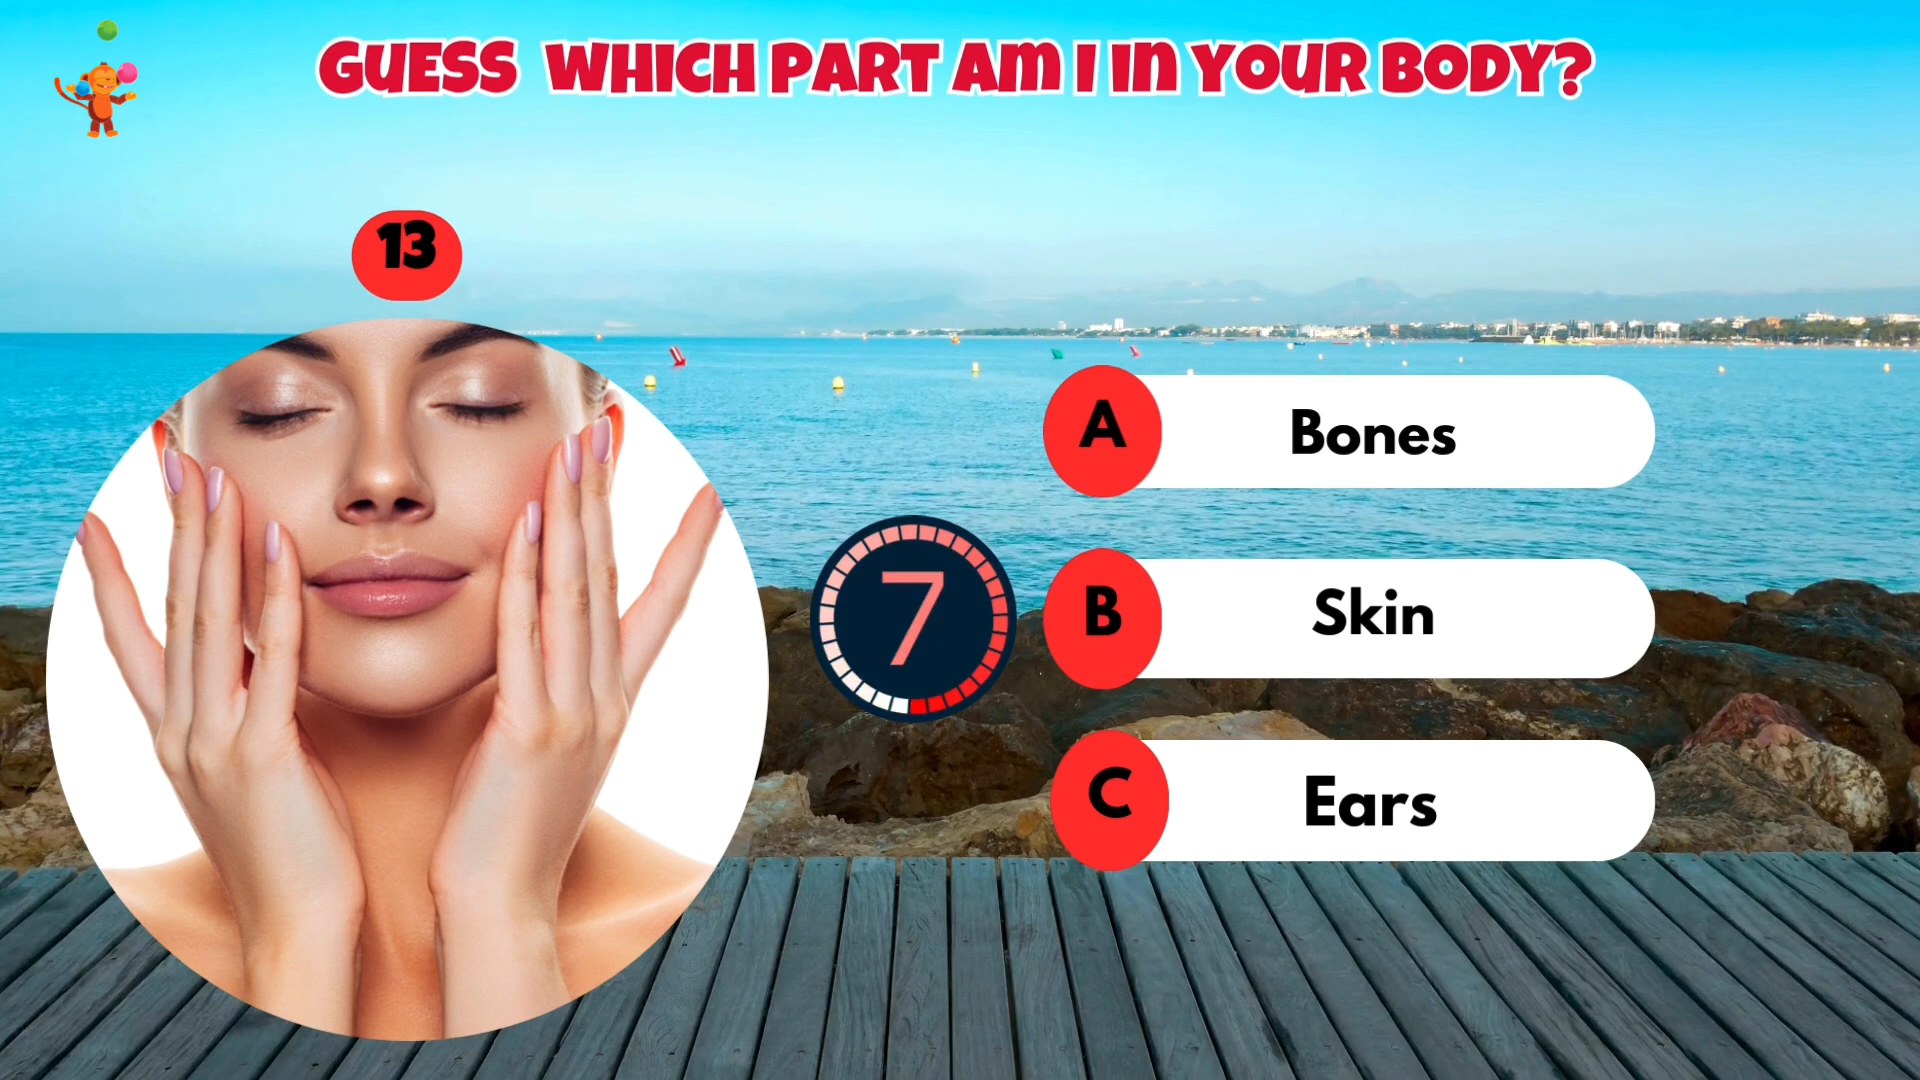 GUESS WHICH PART AM I IN YOUR BODY?
13
A Bones
7
B Skin
C Ears